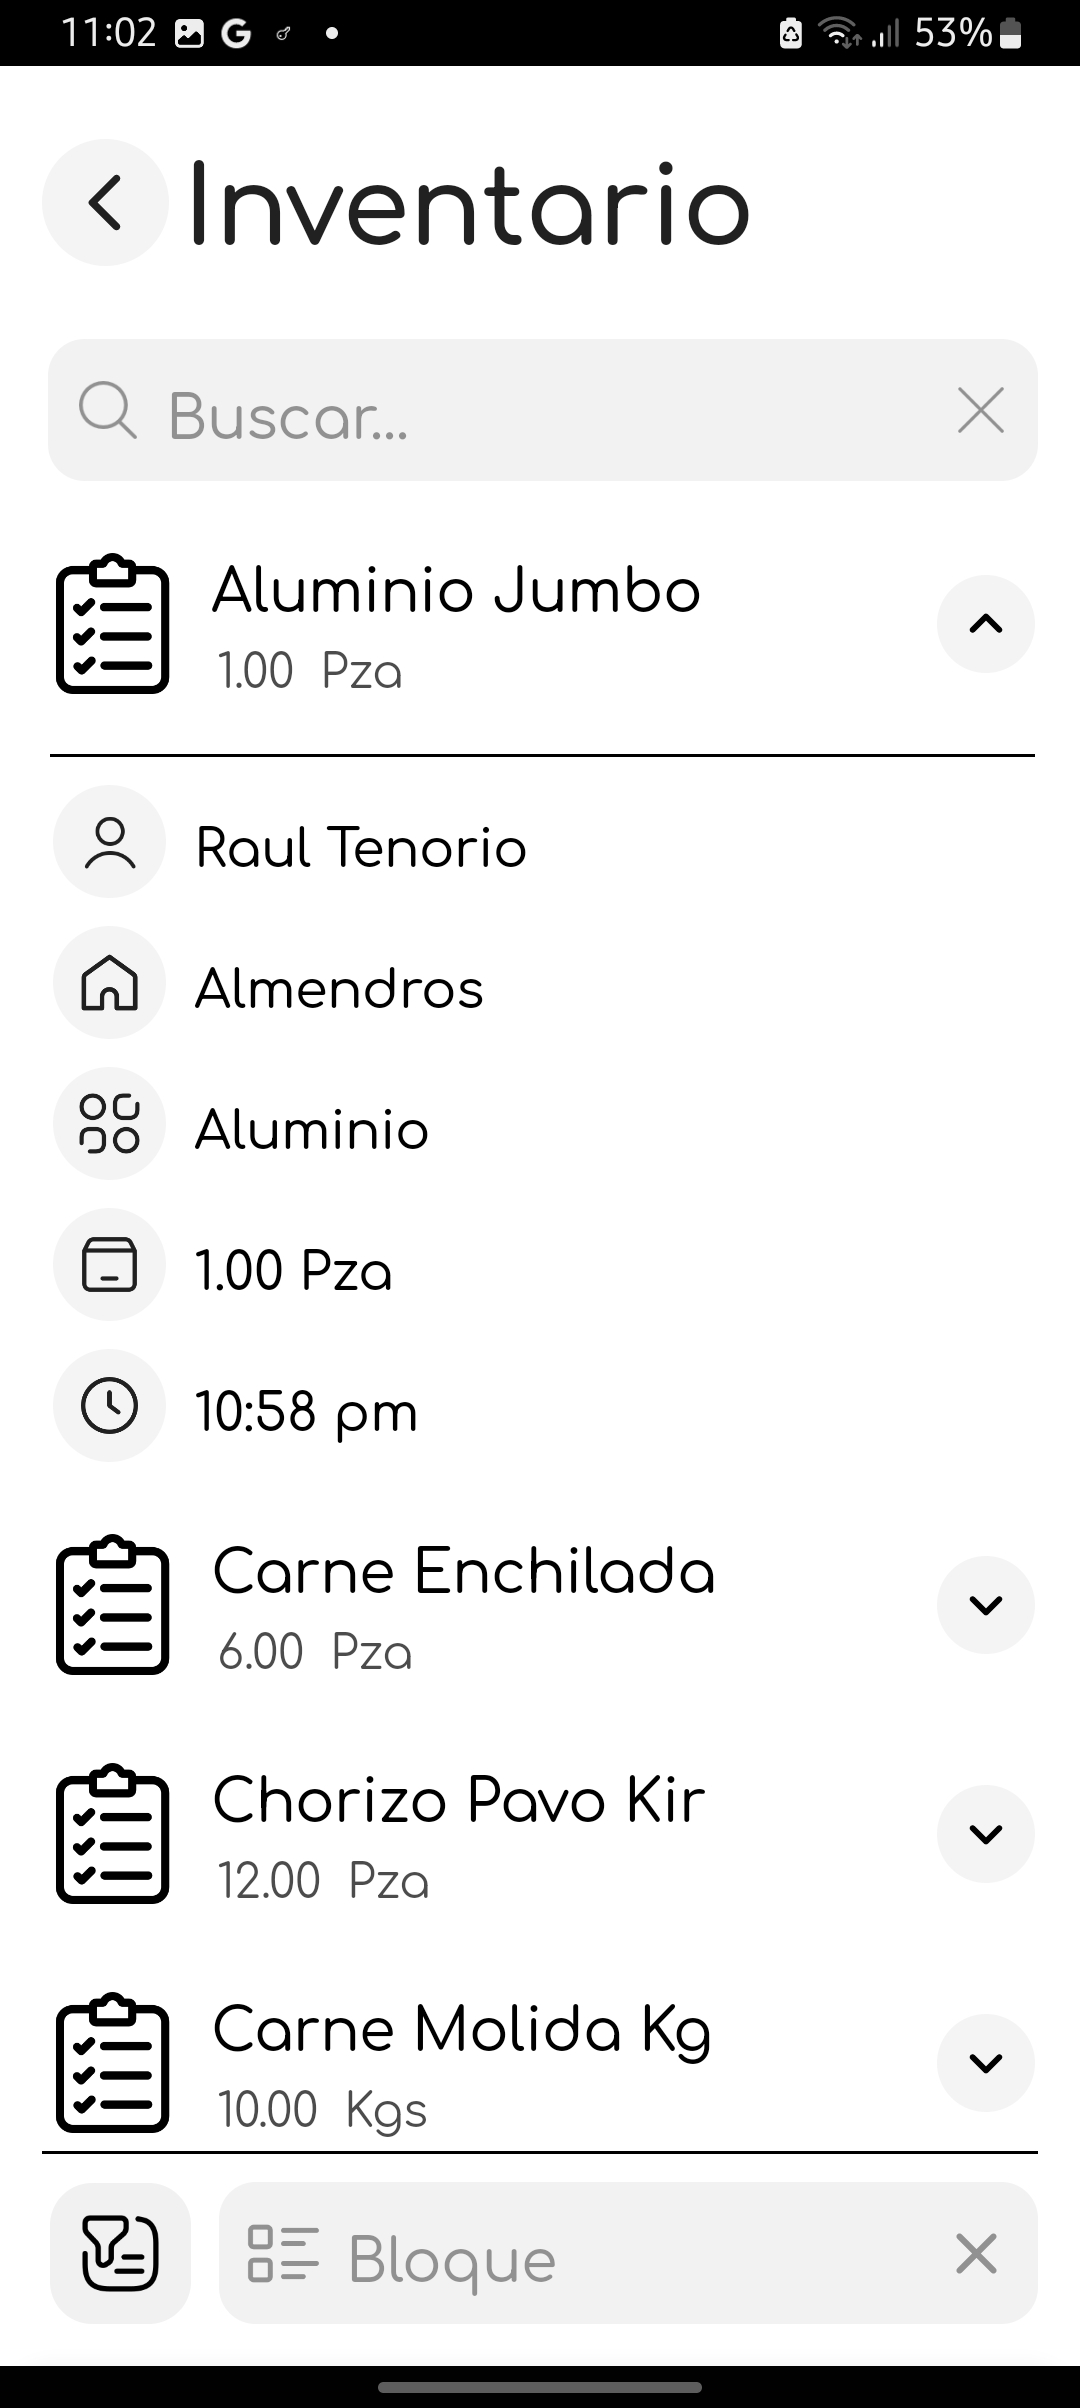 11:02 53%
Inventario
Buscar...
Aluminio Jumbo
1.00 Pza
Raul Tenorio
Almendros
Aluminio
1.00 Pza
10:58 pm
Carne Enchilada
6.00 Pza
Chorizo Pavo Kir
12.00 Pza
Carne Molida Kg
10.00 Kgs
Bloque